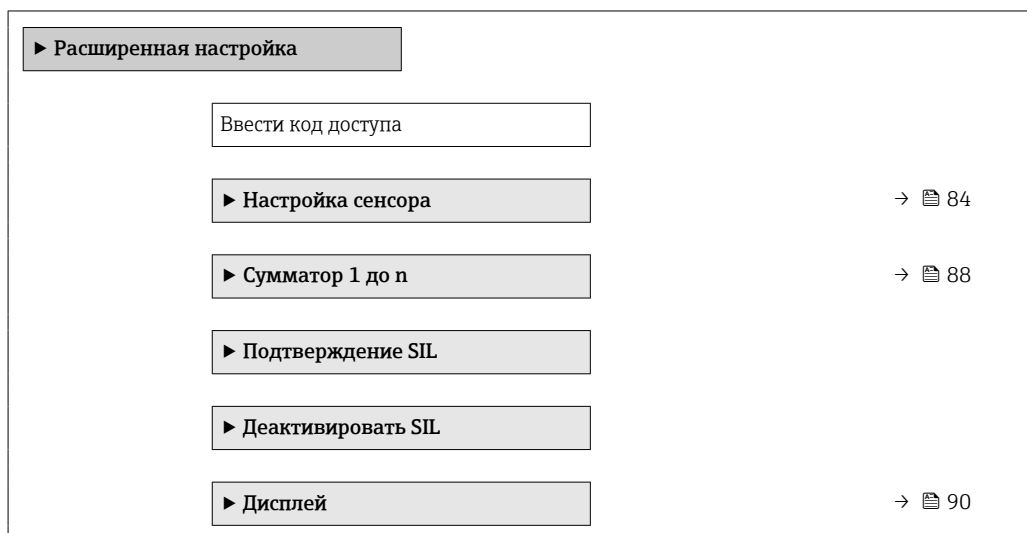 ▶ Расширенная настройка
Ввести код доступа
▶ Настройка сенсора → 84
▶ Сумматор 1 до n → 88
▶ Подтверждение SIL
▶ Деактивировать SIL
▶ Дисплей → 90